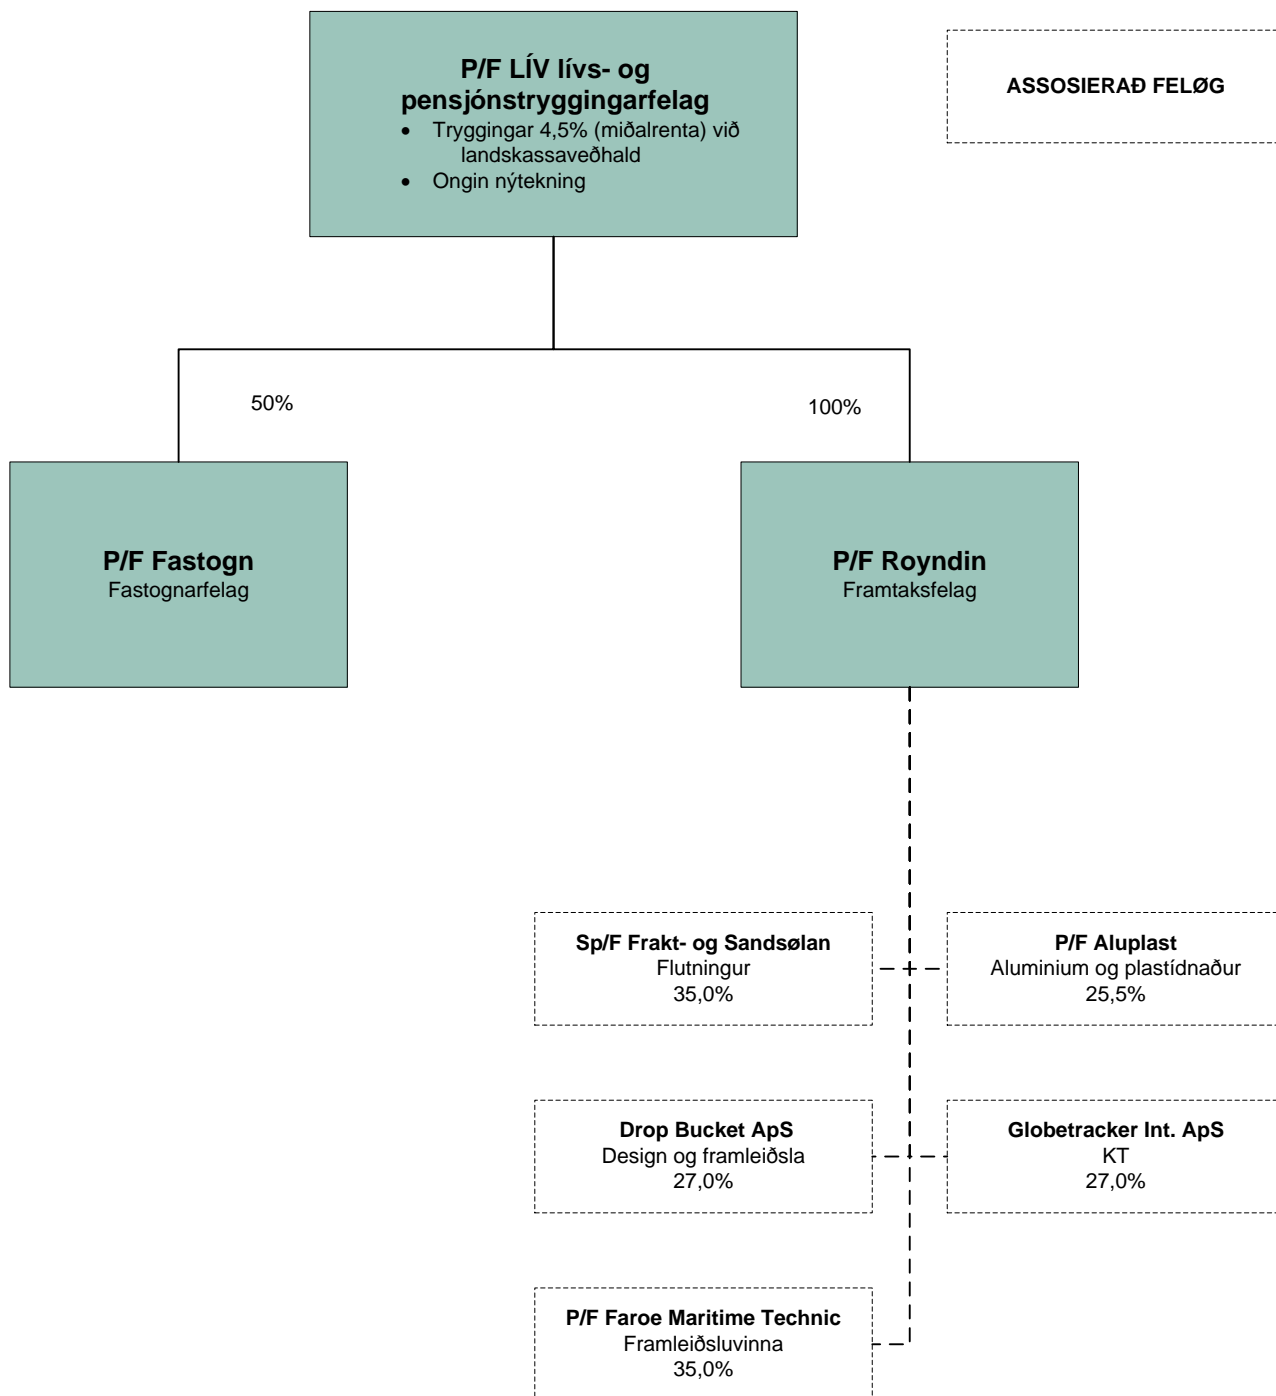 P/F LÍV lívs- og
pensjónstryggingarfelag
• Tryggingar 4,5% (miðalrenta) við
landskassaveðhald
• Ongin nýtekning
ASSOSIERAÐ FELØG
50%
100%
P/F Fastogn
Fastognarfelag
P/F Royndin
Framtaksfelag
Sp/F Frakt- og Sandsølan
Flutningur
35,0%
P/F Aluplast
Aluminium og plastídnaður
25,5%
Drop Bucket ApS
Design og framleiðsla
27,0%
Globetracker Int. ApS
KT
27,0%
P/F Faroe Maritime Technic
Framleiðsluvinna
35,0%